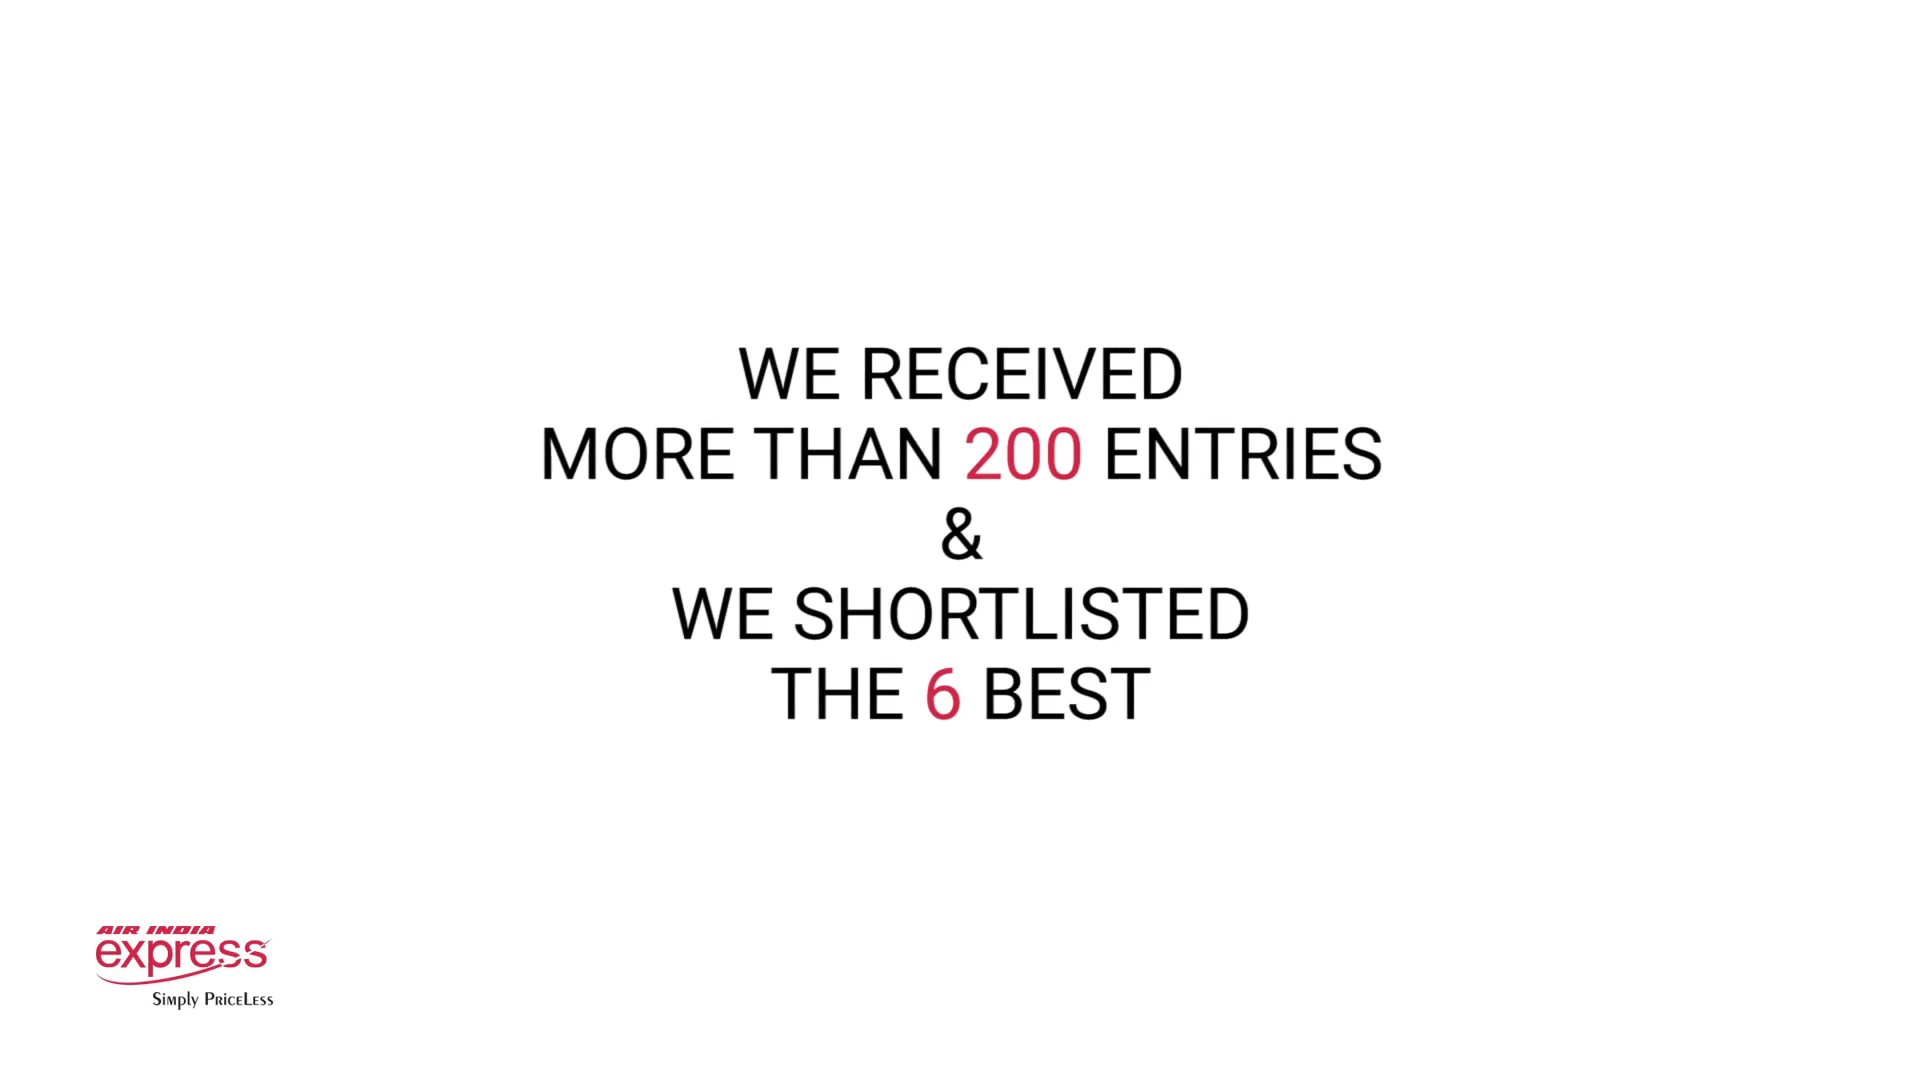 WE RECEIVED
MORE THAN 200 ENTRIES
&
WE SHORTLISTED
THE 6 BEST
AIR INDIA
express
Simply PriceLess